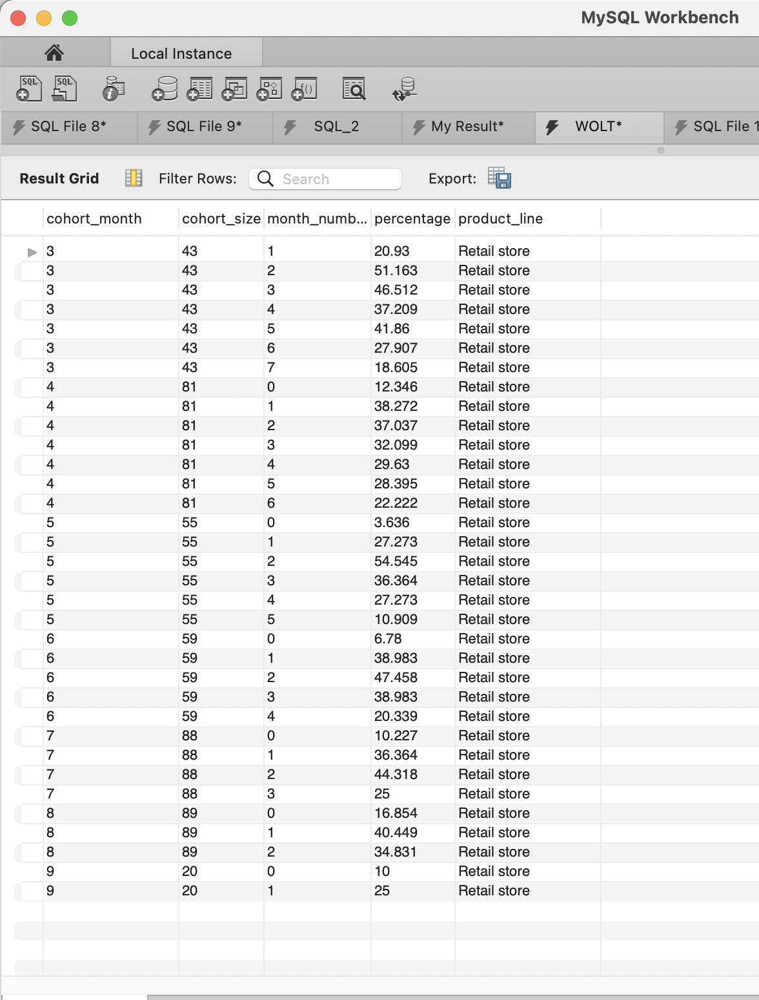 MySQL Workbench
Local Instance
SQL SQL i f()
SQL File 8* SQL File 9* SQL_2 My Result* WOLT* SQL File 1
Result Grid Filter Rows: Search Export:
cohort_month cohort_size month_numb... percentage product_line
3 43 1 20.93 Retail store
3 43 2 51.163 Retail store
3 43 3 46.512 Retail store
3 43 4 37.209 Retail store
3 43 5 41.86 Retail store
3 43 6 27.907 Retail store
3 43 7 18.605 Retail store
4 81 0 12.346 Retail store
4 81 1 38.272 Retail store
4 81 2 37.037 Retail store
4 81 3 32.099 Retail store
4 81 4 29.63 Retail store
4 81 5 28.395 Retail store
4 81 6 22.222 Retail store
5 55 0 3.636 Retail store
5 55 1 27.273 Retail store
5 55 2 54.545 Retail store
5 55 3 36.364 Retail store
5 55 4 27.273 Retail store
5 55 5 10.909 Retail store
6 59 0 6.78 Retail store
6 59 1 38.983 Retail store
6 59 2 47.458 Retail store
6 59 3 38.983 Retail store
6 59 4 20.339 Retail store
7 88 0 10.227 Retail store
7 88 1 36.364 Retail store
7 88 2 44.318 Retail store
7 88 3 25 Retail store
8 89 0 16.854 Retail store
8 89 1 40.449 Retail store
8 89 2 34.831 Retail store
9 20 0 10 Retail store
9 20 1 25 Retail store